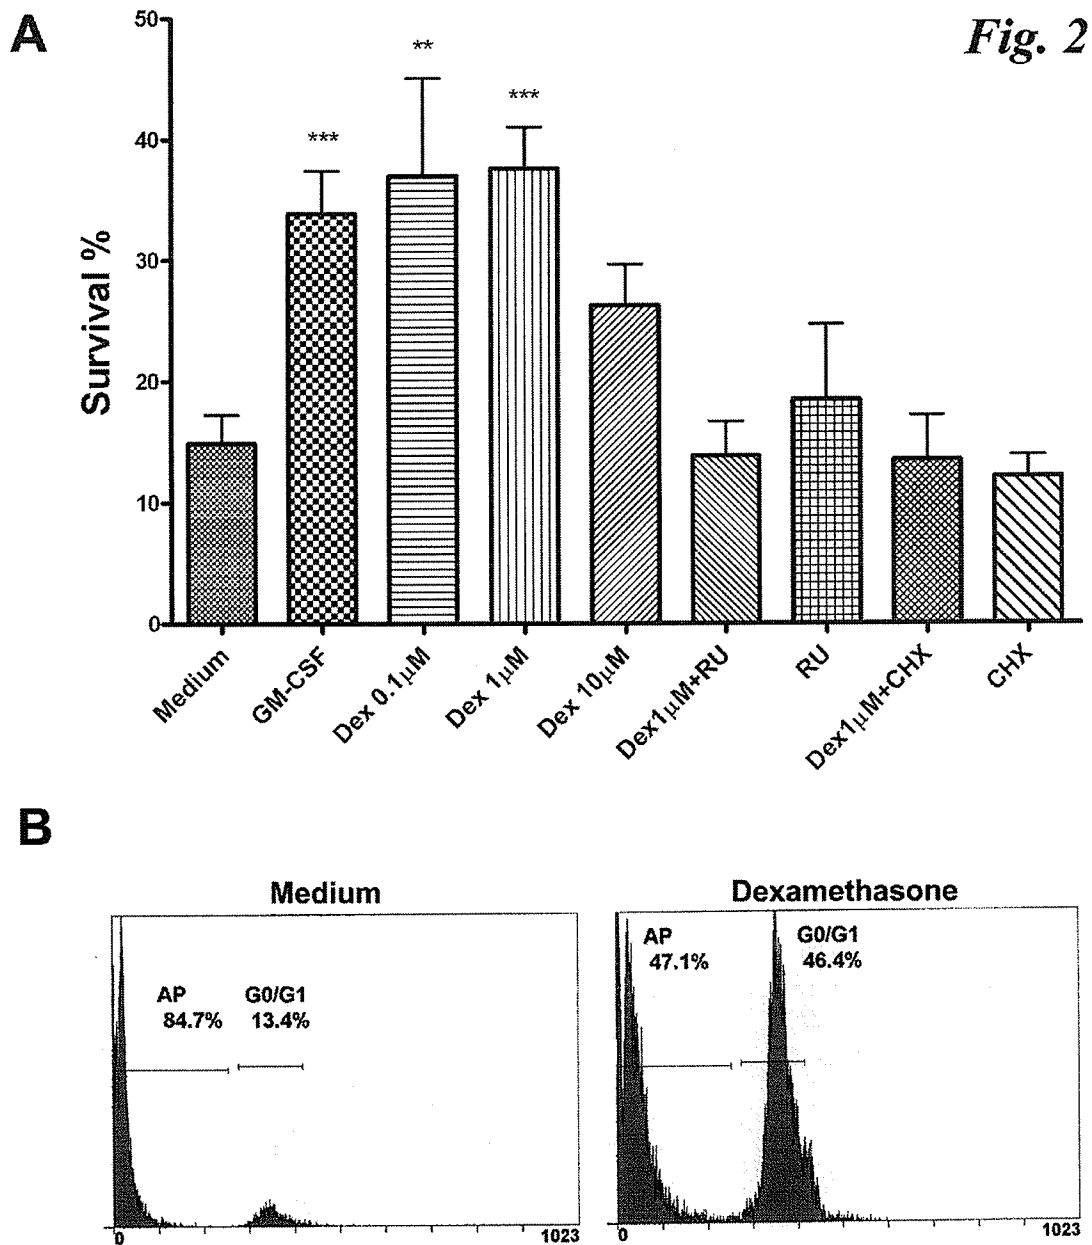 A
Fig. 2
50
40
30
20
10
0
Survival %
***
**
***
Medium
GM-CSF
Dex 0.1µM
Dex 1µM
Dex 10µM
Dex1µM+RU
RU
Dex1µM+CHX
CHX
B
Medium
AP
84.7%
G0/G1
13.4%
0
1023
Dexamethasone
AP
47.1%
G0/G1
46.4%
0
1023